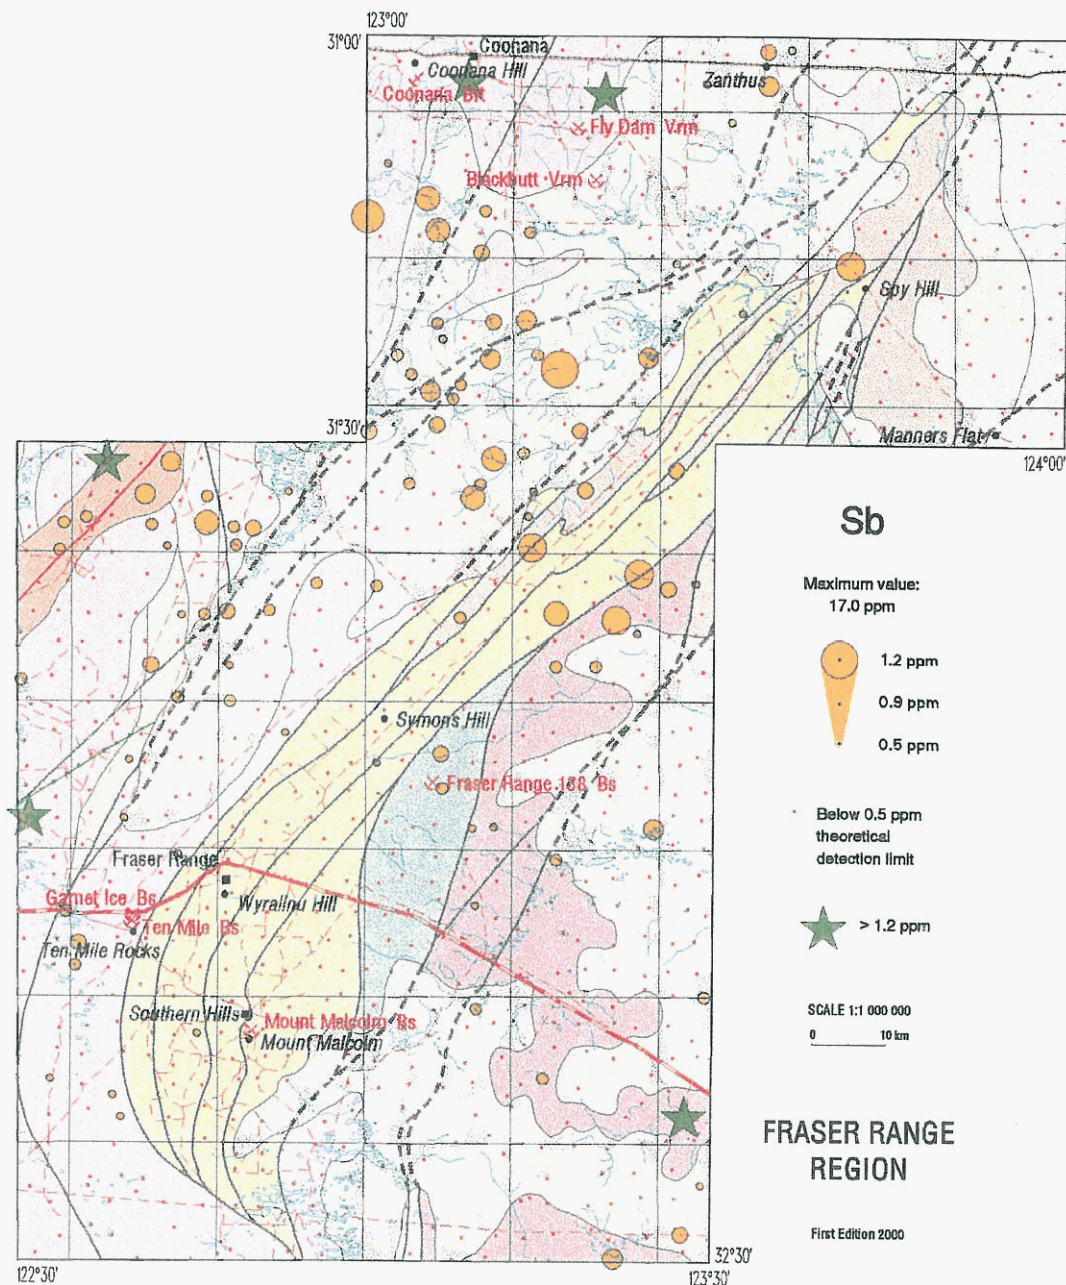 123°00'
31°00'
Coonana
Coonana Hill
Coonana Brt
Zanthus
Fly Dam Vrm
Blackbutt Vrm
Spy Hill
31°30'
Manners Flat
124°00'
Sb
Maximum value:
17.0 ppm
1.2 ppm
0.9 ppm
0.5 ppm
Symons Hill
Fraser Range 138 Bs
Below 0.5 ppm
theoretical
detection limit
Fraser Range
Wyralinu Hill
Garnet Ice Bs
Ten Mile Bs
Ten Mile Rocks
> 1.2 ppm
Southern Hills
Mount Malcolm Bs
Mount Malcolm
SCALE 1:1 000 000
0 10 km
FRASER RANGE
REGION
First Edition 2000
32°30'
122°30'
123°30'